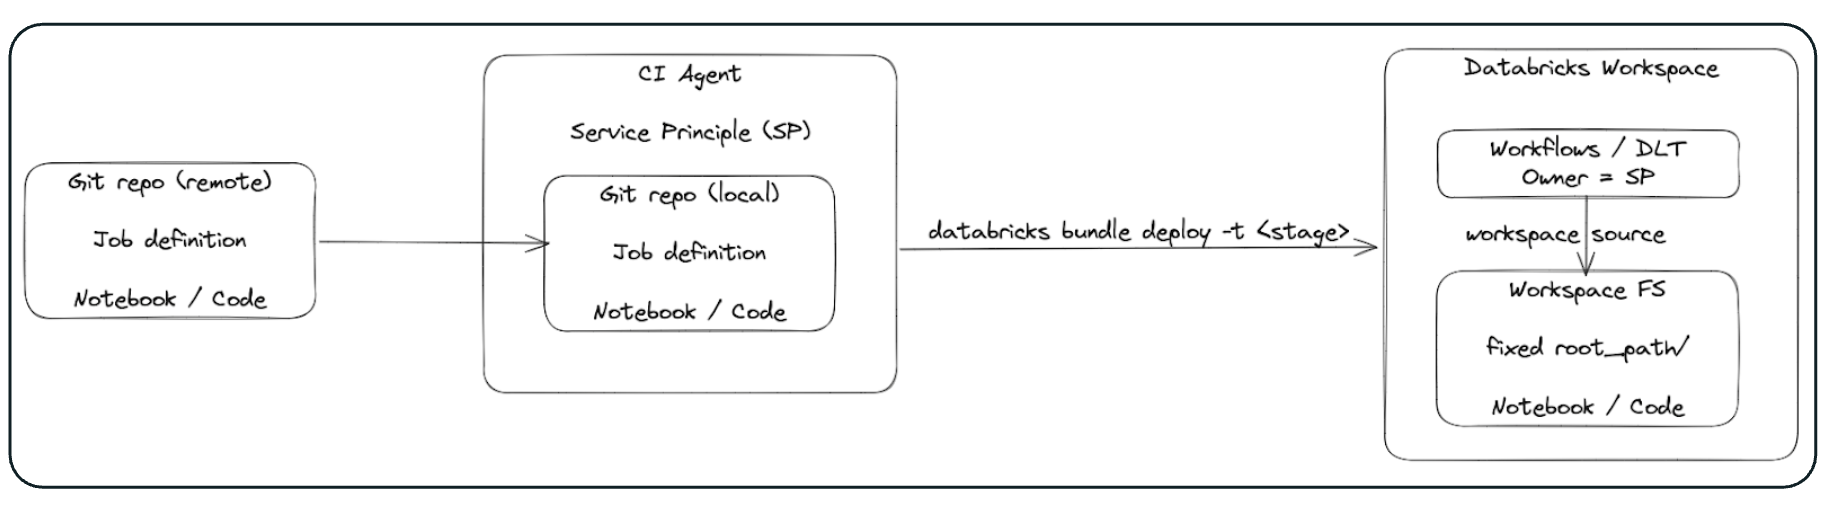 Git repo (remote)
Job definition
Notebook / Code
CI Agent
Service Principle (SP)
Git repo (local)
Job definition
Notebook / Code
databricks bundle deploy -t <stage>
Databricks Workspace
Workflows / DLT
Owner = SP
workspace source
Workspace FS
fixed root_path/
Notebook / Code